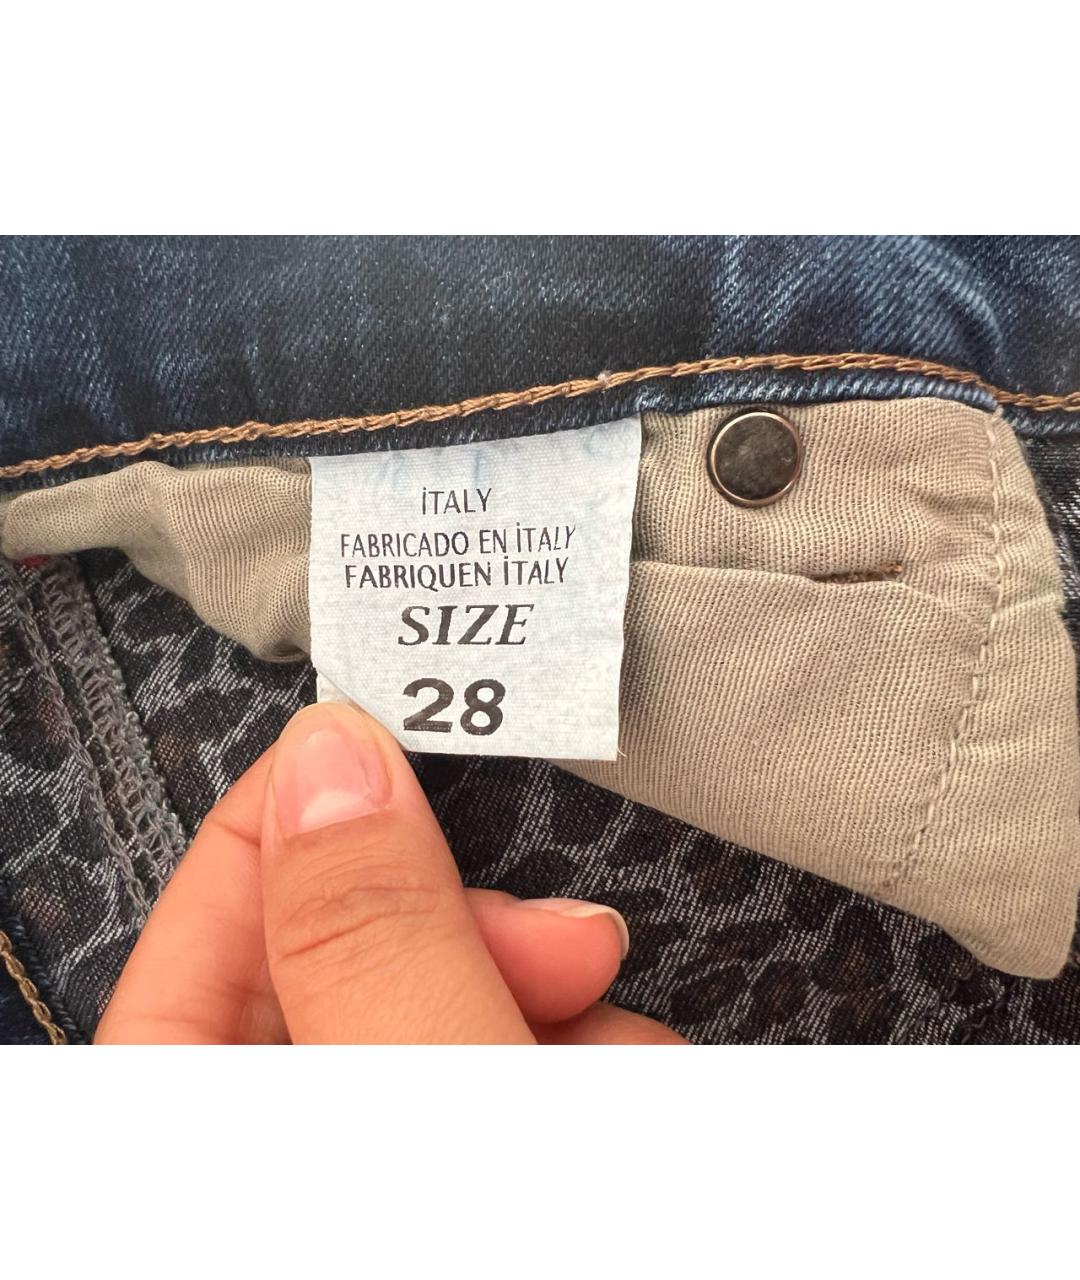 İTALY
FABRICADO EN İTALY
FABRIQUEN İTALY
SIZE
28